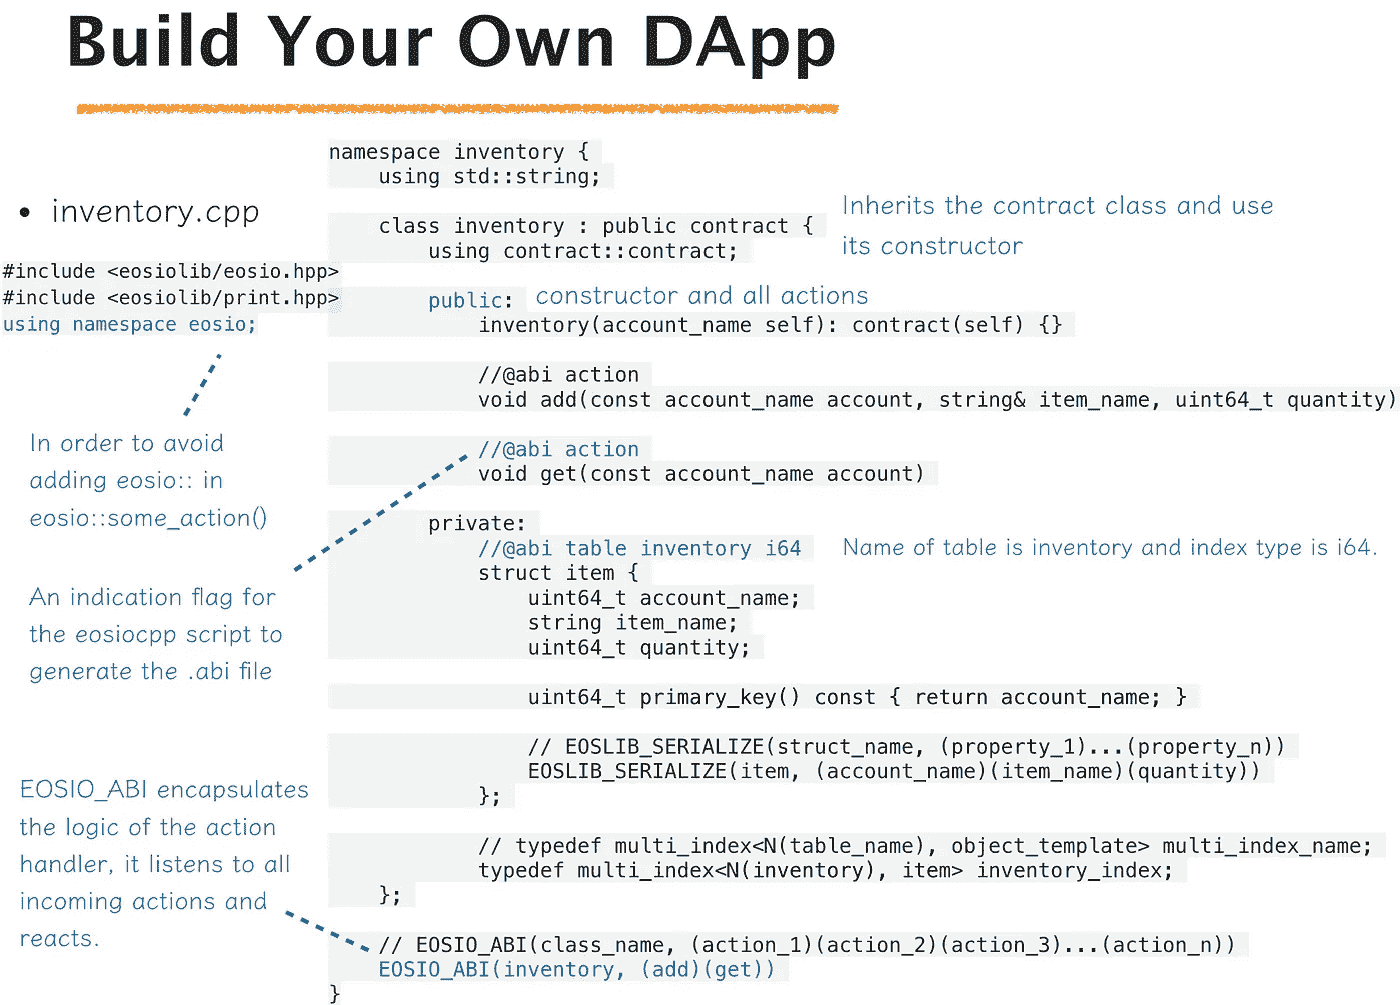 Build Your Own DApp
• inventory.cpp
#include <eosiolib/eosio.hpp>
#include <eosiolib/print.hpp>
using namespace eosio;
In order to avoid
adding eosio:: in
eosio::some_action()
An indication flag for
the eosiocpp script to
generate the .abi file
EOSIO_ABI encapsulates
the logic of the action
handler, it listens to all
incoming actions and
reacts.
namespace inventory {
using std::string;
class inventory : public contract {
using contract::contract;
Inherits the contract class and use
its constructor
public: constructor and all actions
inventory(account_name self): contract(self) {}
//@abi action
void add(const account_name account, string& item_name, uint64_t quantity)
//@abi action
void get(const account_name account)
private:
//@abi table inventory i64
Name of table is inventory and index type is i64.
struct item {
uint64_t account_name;
string item_name;
uint64_t quantity;
uint64_t primary_key() const { return account_name; }
// EOSLIB_SERIALIZE(struct_name, (property_1)...(property_n))
EOSLIB_SERIALIZE(item, (account_name)(item_name)(quantity))
};
// typedef multi_index<N(table_name), object_template> multi_index_name;
typedef multi_index<N(inventory), item> inventory_index;
};
// EOSIO_ABI(class_name, (action_1)(action_2)(action_3)...(action_n))
EOSIO_ABI(inventory, (add)(get))
}